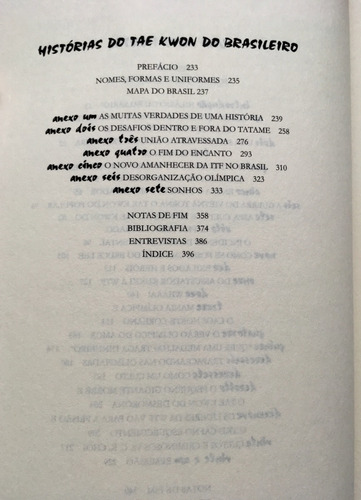 HISTÓRIAS DO TAE KWON DO BRASILEIRO
PREFÁCIO 233
NOMES, FORMAS E UNIFORMES 235
MAPA DO BRASIL 237
anexo um AS MUITAS VERDADES DE UMA HISTÓRIA 239
anexo dois OS DESAFIOS DENTRO E FORA DO TATAME 258
anexo três UNIÃO ATRAVESSADA 276
anexo quatro O FIM DO ENCANTO 293
anexo cinco O NOVO AMANHECER DA ITF NO BRASIL 310
anexo seis DESORGANIZAÇÃO OLÍMPICA 323
anexo sete SONHOS 333
NOTAS DE FIM 358
BIBLIOGRAFIA 374
ENTREVISTAS 386
ÍNDICE 396